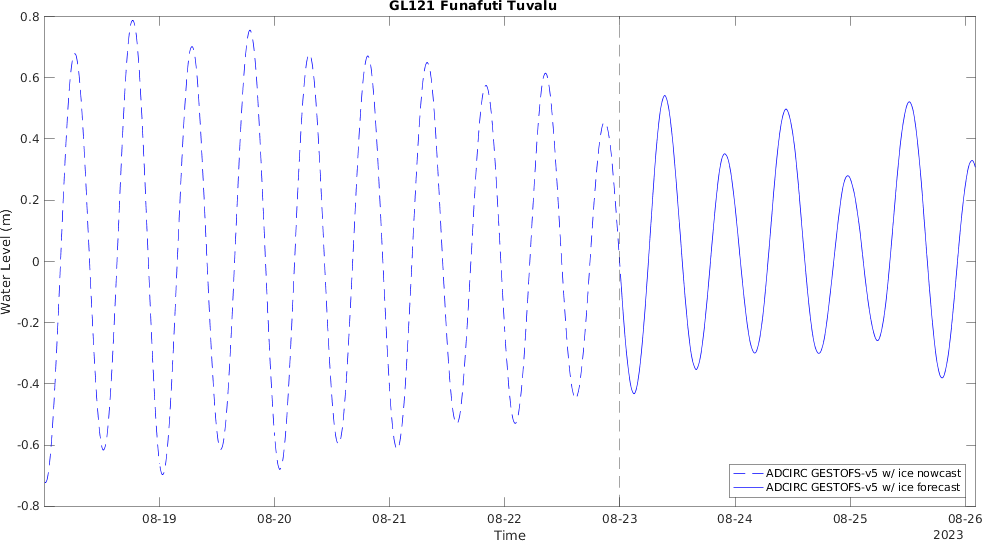 GL121 Funafuti Tuvalu
0.8
0.6
0.4
0.2
0
-0.2
-0.4
-0.6
-0.8
Water Level (m)
ADCIRC GESTOFS-v5 w/ ice nowcast
ADCIRC GESTOFS-v5 w/ ice forecast
08-19 08-20 08-21 08-22 08-23 08-24 08-25 08-26
Time 2023